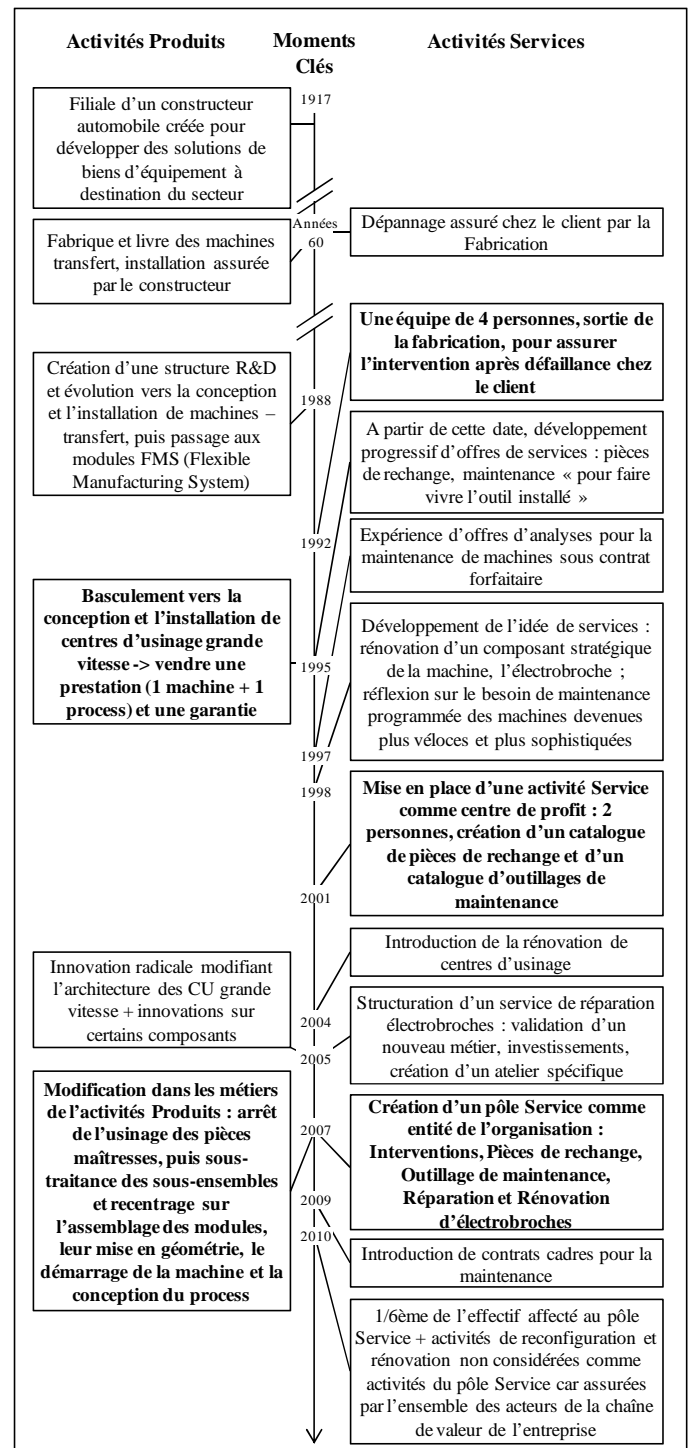 Activités Produits
Moments
Clés
Activités Services
1917
Filiale d'un constructeur
automobile créée pour
développer des solutions de
biens d'équipement à
destination du secteur
Années
60
Fabrique et livre des machines
transfert, installation assurée
par le constructeur
Dépannage assuré chez le client par la
Fabrication
Une équipe de 4 personnes, sortie de
la fabrication, pour assurer
l'intervention après défaillance chez
le client
Création d'une structure R&D
et évolution vers la conception
et l'installation de machines –
transfert, puis passage aux
modules FMS (Flexible
Manufacturing System)
1988
A partir de cette date, développement
progressif d'offres de services : pièces
de rechange, maintenance « pour faire
vivre l'outil installé »
1992
Expérience d'offres d'analyses pour la
maintenance de machines sous contrat
forfaitaire
Basculement vers la
conception et l'installation de
centres d'usinage grande
vitesse -> vendre une
prestation (1 machine + 1
process) et une garantie
1995
Développement de l'idée de services :
rénovation d'un composant stratégique
de la machine, l'électrobroche ;
réflexion sur le besoin de maintenance
programmée des machines devenues
plus véloces et plus sophistiquées
1997
1998
Mise en place d'une activité Service
comme centre de profit : 2
personnes, création d'un catalogue
de pièces de rechange et d'un
catalogue d'outillages de
maintenance
2001
Introduction de la rénovation de
centres d'usinage
Innovation radicale modifiant
l'architecture des CU grande
vitesse + innovations sur
certains composants
2004
2005
Structuration d'un service de réparation
électrobroches : validation d'un
nouveau métier, investissements,
création d'un atelier spécifique
Modification dans les métiers
de l'activités Produits : arrêt
de l'usinage des pièces
maîtresses, puis sous-
traitance des sous-ensembles
et recentrage sur
l'assemblage des modules,
leur mise en géométrie, le
démarrage de la machine et la
conception du process
2007
Création d'un pôle Service comme
entité de l'organisation :
Interventions, Pièces de rechange,
Outillage de maintenance,
Réparation et Rénovation
d'électrobroches
2009
2010
Introduction de contrats cadres pour la
maintenance
1/6ème de l'effectif affecté au pôle
Service + activités de reconfiguration et
rénovation non considérées comme
activités du pôle Service car assurées
par l'ensemble des acteurs de la chaîne
de valeur de l'entreprise